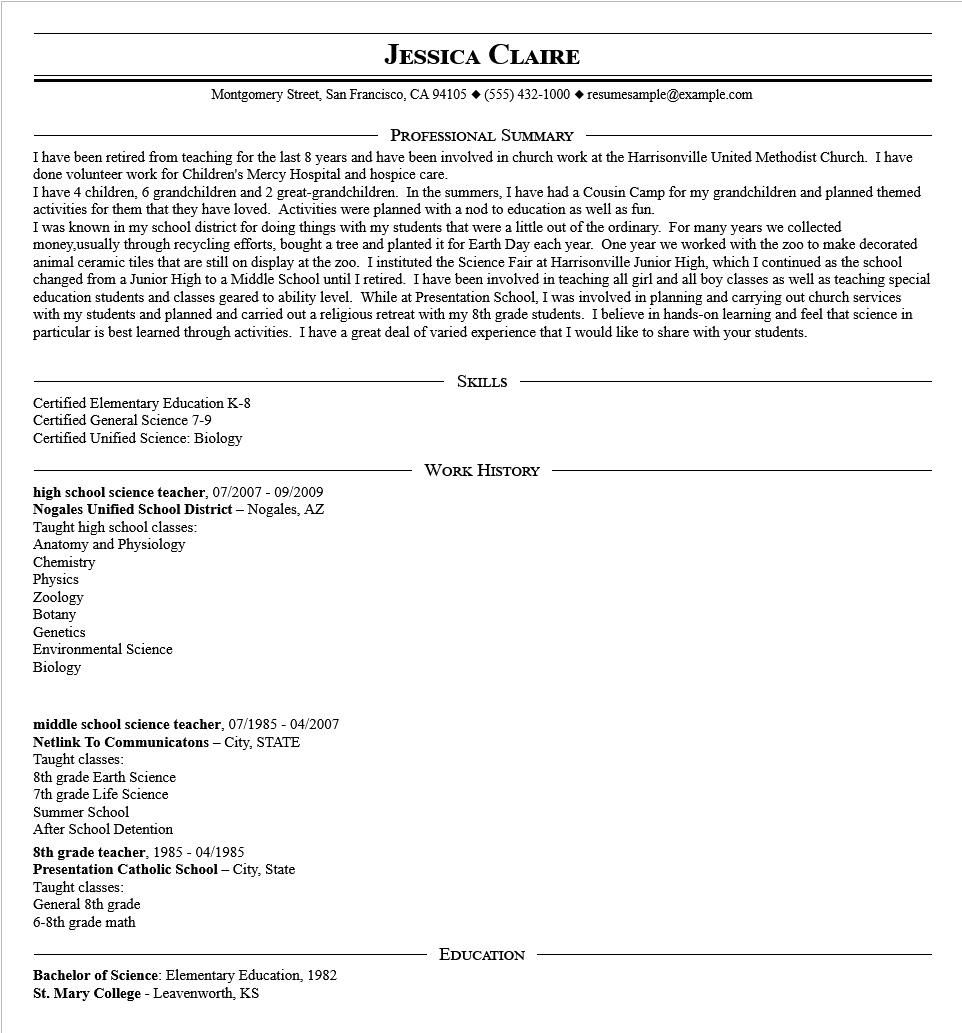 Jessica Claire
Montgomery Street, San Francisco, CA 94105 ◆ (555) 432-1000 ◆ resumesample@example.com
Professional Summary
I have been retired from teaching for the last 8 years and have been involved in church work at the Harrisonville United Methodist Church.  I have
done volunteer work for Children's Mercy Hospital and hospice care.
I have 4 children, 6 grandchildren and 2 great-grandchildren.  In the summers, I have had a Cousin Camp for my grandchildren and planned themed
activities for them that they have loved.  Activities were planned with a nod to education as well as fun.
I was known in my school district for doing things with my students that were a little out of the ordinary.  For many years we collected
money,usually through recycling efforts, bought a tree and planted it for Earth Day each year.  One year we worked with the zoo to make decorated
animal ceramic tiles that are still on display at the zoo.  I instituted the Science Fair at Harrisonville Junior High, which I continued as the school
changed from a Junior High to a Middle School until I retired.  I have been involved in teaching all girl and all boy classes as well as teaching special
education students and classes geared to ability level.  While at Presentation School, I was involved in planning and carrying out church services
with my students and planned and carried out a religious retreat with my 8th grade students.  I believe in hands-on learning and feel that science in
particular is best learned through activities.  I have a great deal of varied experience that I would like to share with your students.
Skills
Certified Elementary Education K-8
Certified General Science 7-9
Certified Unified Science: Biology
Work History
high school science teacher, 07/2007 - 09/2009
Nogales Unified School District – Nogales, AZ
Taught high school classes:
Anatomy and Physiology
Chemistry
Physics
Zoology
Botany
Genetics
Environmental Science
Biology
middle school science teacher, 07/1985 - 04/2007
Netlink To Communicatons – City, STATE
Taught classes:
8th grade Earth Science
7th grade Life Science
Summer School
After School Detention
8th grade teacher, 1985 - 04/1985
Presentation Catholic School – City, State
Taught classes:
General 8th grade
6-8th grade math
Education
Bachelor of Science: Elementary Education, 1982
St. Mary College - Leavenworth, KS